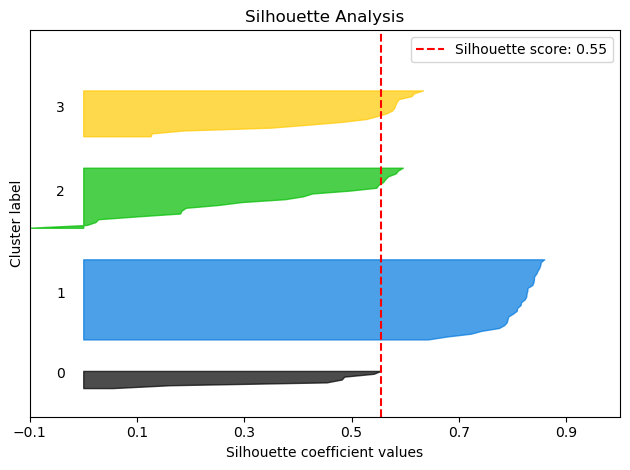 Silhouette Analysis
Silhouette score: 0.55
3
2
1
0
Cluster label
−0.1 0.1 0.3 0.5 0.7 0.9
Silhouette coefficient values